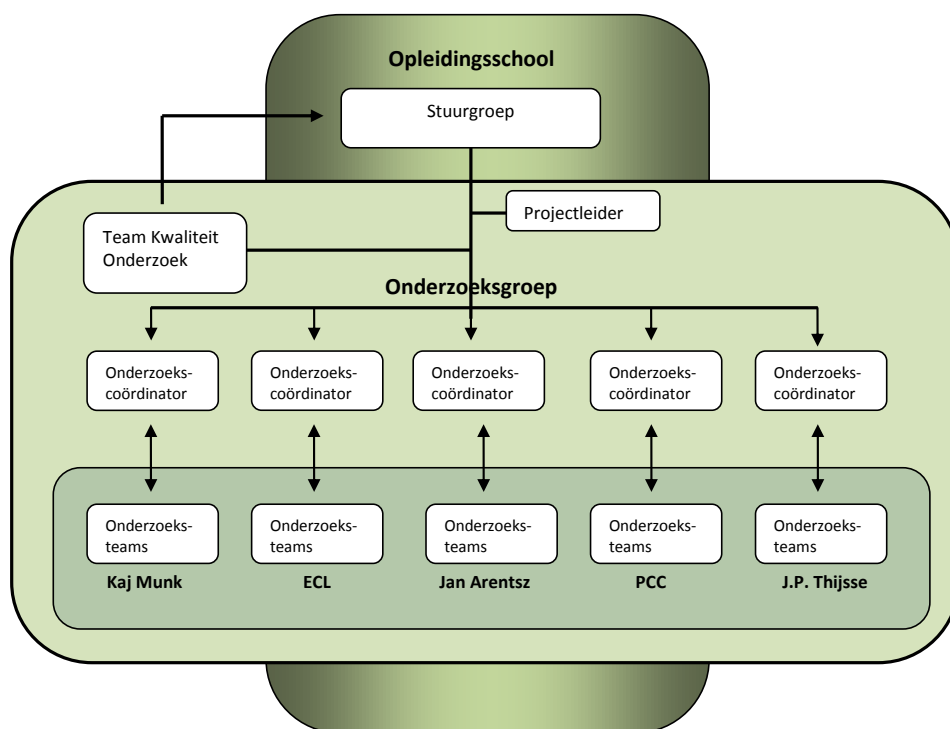 Opleidingsschool
Stuurgroep
Projectleider
Team Kwaliteit
Onderzoek
Onderzoeksgroep
Onderzoeks-
coördinator
Onderzoeks-
coördinator
Onderzoeks-
coördinator
Onderzoeks-
coördinator
Onderzoeks-
coördinator
Onderzoeks-
teams
Onderzoeks-
teams
Onderzoeks-
teams
Onderzoeks-
teams
Onderzoeks-
teams
Kaj Munk
ECL
Jan Arentsz
PCC
J.P. Thijsse